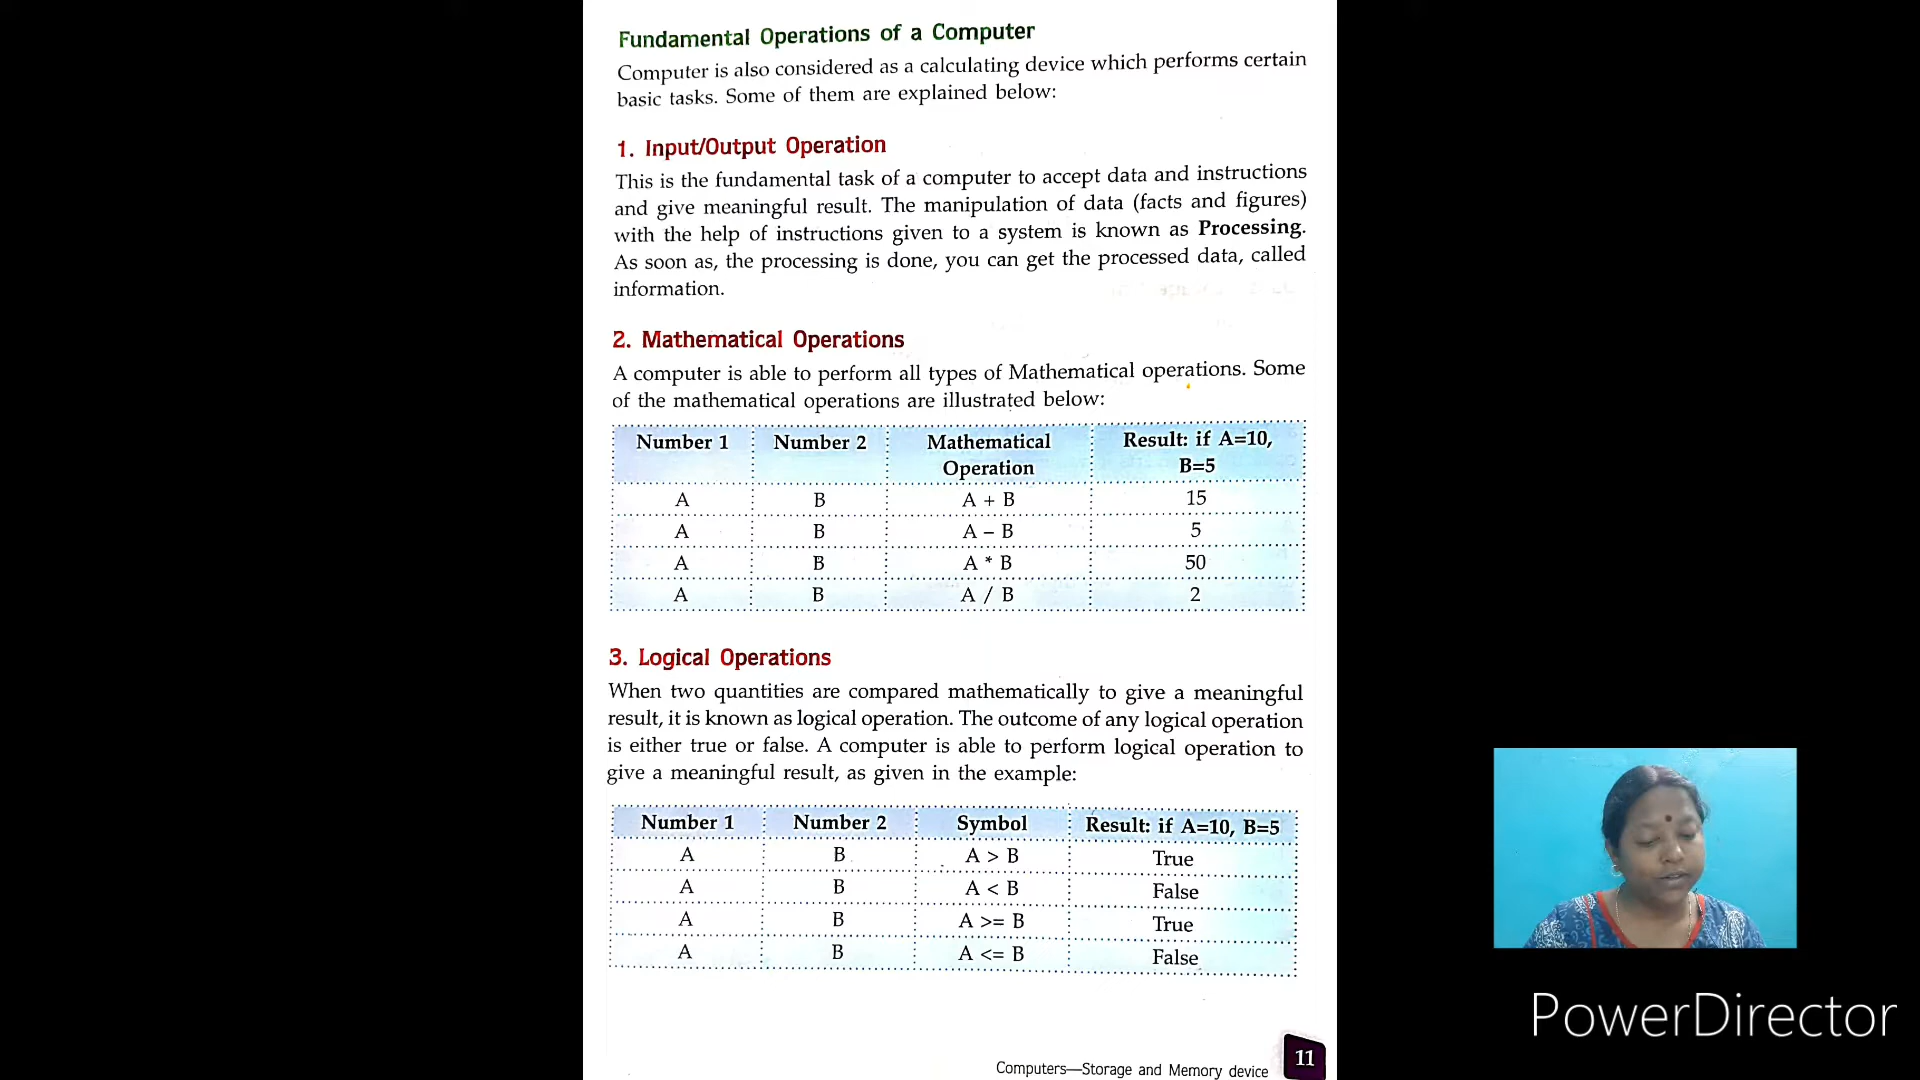 Fundamental Operations of a Computer
Computer is also considered as a calculating device which performs certain
basic tasks. Some of them are explained below:
1. Input/Output Operation
This is the fundamental task of a computer to accept data and instructions
and give meaningful result. The manipulation of data (facts and figures)
with the help of instructions given to a system is known as Processing.
As soon as, the processing is done, you can get the processed data, called
information.
2. Mathematical Operations
A computer is able to perform all types of Mathematical operations. Some
of the mathematical operations are illustrated below:
Number 1 Number 2 Mathematical Result: if A=10,
Operation B=5
A B A + B 15
A B A – B 5
A B A * B 50
A B A / B 2
3. Logical Operations
When two quantities are compared mathematically to give a meaningful
result, it is known as logical operation. The outcome of any logical operation
is either true or false. A computer is able to perform logical operation to
give a meaningful result, as given in the example:
Number 1 Number 2 Symbol Result: if A=10, B=5
A B A > B True
A B A < B False
A B A >= B True
A B A <= B False
Computers—Storage and Memory device 11
PowerDirector